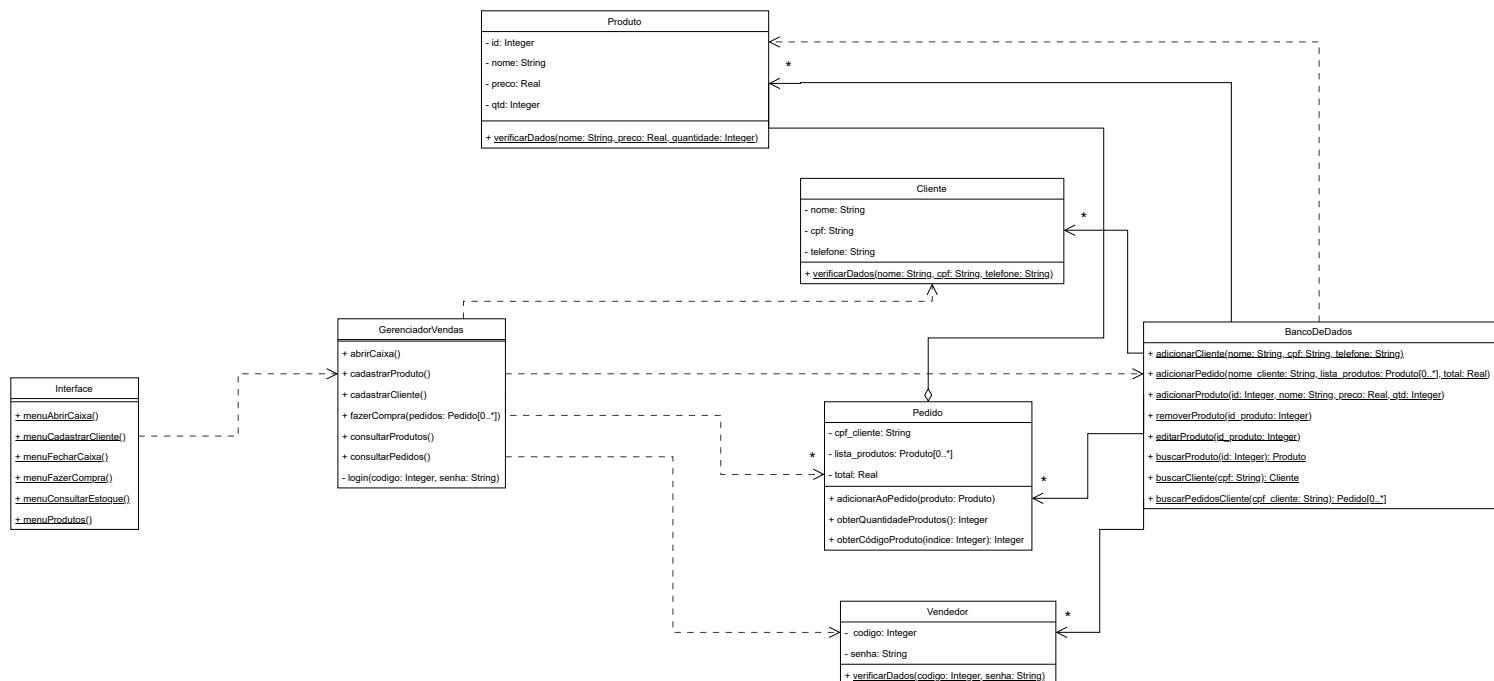 Produto
- id: Integer
- nome: String
- preco: Real
- qtd: Integer
+ verificarDados(nome: String, preco: Real, quantidade: Integer)
*
Cliente
- nome: String
- cpf: String
- telefone: String
+ verificarDados(nome: String, cpf: String, telefone: String)
*
GerenciadorVendas
+ abrirCaixa()
+ cadastrarProduto()
+ cadastrarCliente()
+ fazerCompra(pedidos: Pedido[0..*])
+ consultarProdutos()
+ consultarPedidos()
- login(codigo: Integer, senha: String)
BancoDeDados
+ adicionarCliente(nome: String, cpf: String, telefone: String)
+ adicionarPedido(nome_cliente: String, lista_produtos: Produto[0..*], total: Real)
+ adicionarProduto(id: Integer, nome: String, preco: Real, qtd: Integer)
+ removerProduto(id_produto: Integer)
+ editarProduto(id_produto: Integer)
+ buscarProduto(id: Integer): Produto
+ buscarCliente(cpf: String): Cliente
+ buscarPedidosCliente(cpf_cliente: String): Pedido[0..*]
Interface
+ menuAbrirCaixa()
+ menuCadastrarCliente()
+ menuFecharCaixa()
+ menuFazerCompra()
+ menuConsultarEstoque()
+ menuProdutos()
Pedido
- cpf_cliente: String
- lista_produtos: Produto[0..*]
- total: Real
+ adicionarAoPedido(produto: Produto)
+ obterQuantidadeProdutos(): Integer
+ obterCódigoProduto(indice: Integer): Integer
*
*
Vendedor
- codigo: Integer
- senha: String
+ verificarDados(codigo: Integer, senha: String)
*